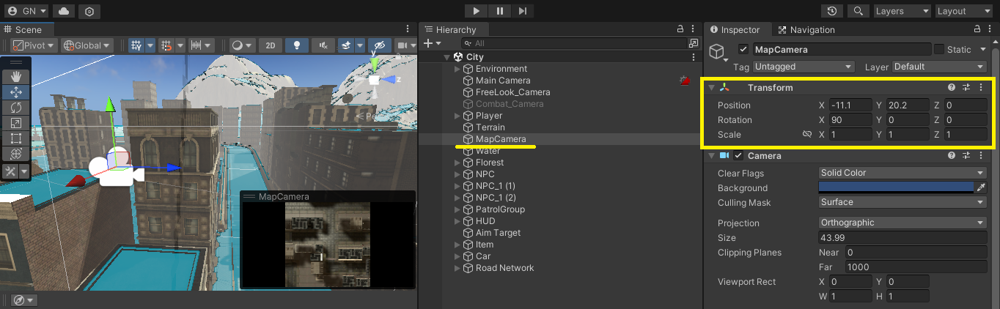 GN
Layers
Layout
Scene
Pivot
Global
2D
y
z
Pe
MapCamera
Hierarchy
All
City
Environment
Main Camera
FreeLook_Camera
Combat_Camera
Player
Terrain
MapCamera
Water
Florest
NPC
NPC_1 (1)
NPC_1 (2)
PatrolGroup
HUD
Aim Target
Item
Car
Road Network
Inspector
Navigation
MapCamera
Static
Tag Untagged Layer Default
Transform
Position X -11.1 Y 20.2 Z 0
Rotation X 90 Y 0 Z 0
Scale X 1 Y 1 Z 1
Camera
Clear Flags Solid Color
Background
Culling Mask Surface
Projection Orthographic
Size 43.99
Clipping Planes Near 0
Far 1000
Viewport Rect X 0 Y 0
W 1 H 1